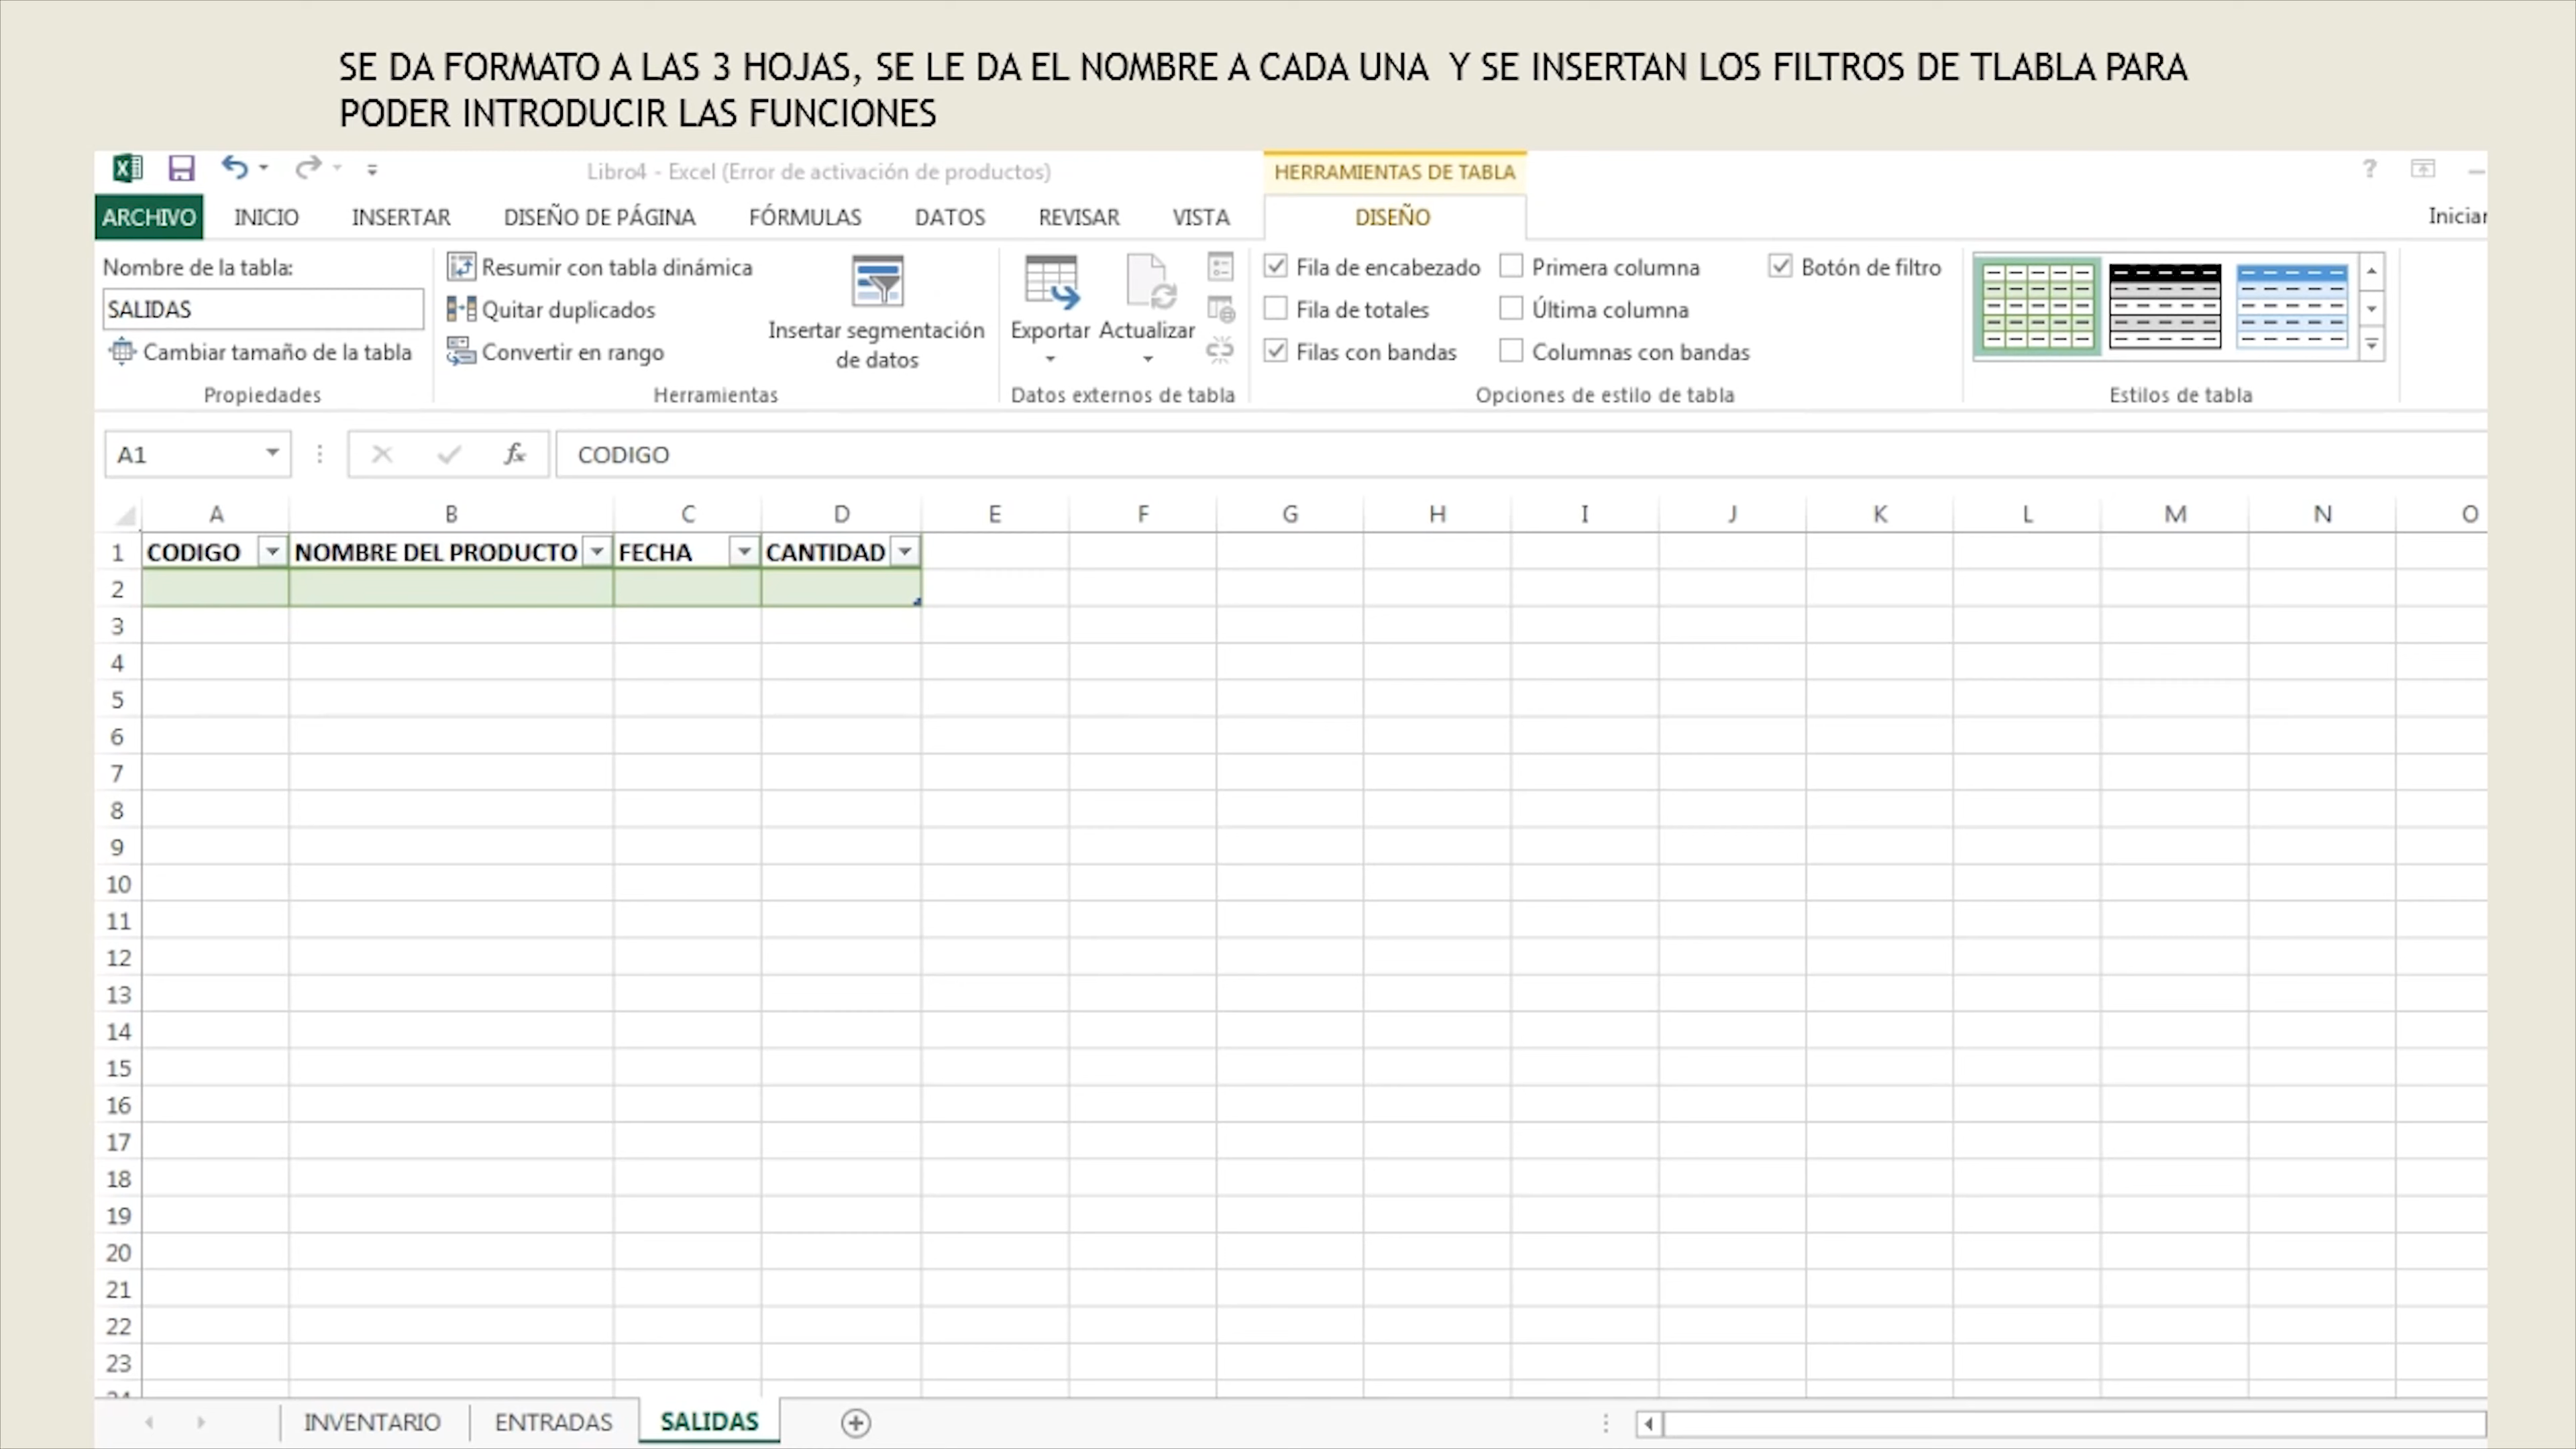 SE DA FORMATO A LAS 3 HOJAS, SE LE DA EL NOMBRE A CADA UNA Y SE INSERTAN LOS FILTROS DE TLABLA PARA
PODER INTRODUCIR LAS FUNCIONES
Libro4 - Excel (Error de activación de productos)
HERRAMIENTAS DE TABLA
?
ARCHIVO INICIO INSERTAR DISEÑO DE PÁGINA FÓRMULAS DATOS REVISAR VISTA DISEÑO Iniciar
Nombre de la tabla:
SALIDAS
Cambiar tamaño de la tabla
Propiedades
Resumir con tabla dinámica
Quitar duplicados
Convertir en rango
Insertar segmentación
de datos
Herramientas
Exportar Actualizar
Datos externos de tabla
Fila de encabezado
Fila de totales
Filas con bandas
Primera columna
Última columna
Columnas con bandas
Botón de filtro
Opciones de estilo de tabla
Estilos de tabla
A1 fx CODIGO
A B C D E F G H I J K L M N O
1 CODIGO NOMBRE DEL PRODUCTO FECHA CANTIDAD
2
3
4
5
6
7
8
9
10
11
12
13
14
15
16
17
18
19
20
21
22
23
INVENTARIO ENTRADAS SALIDAS